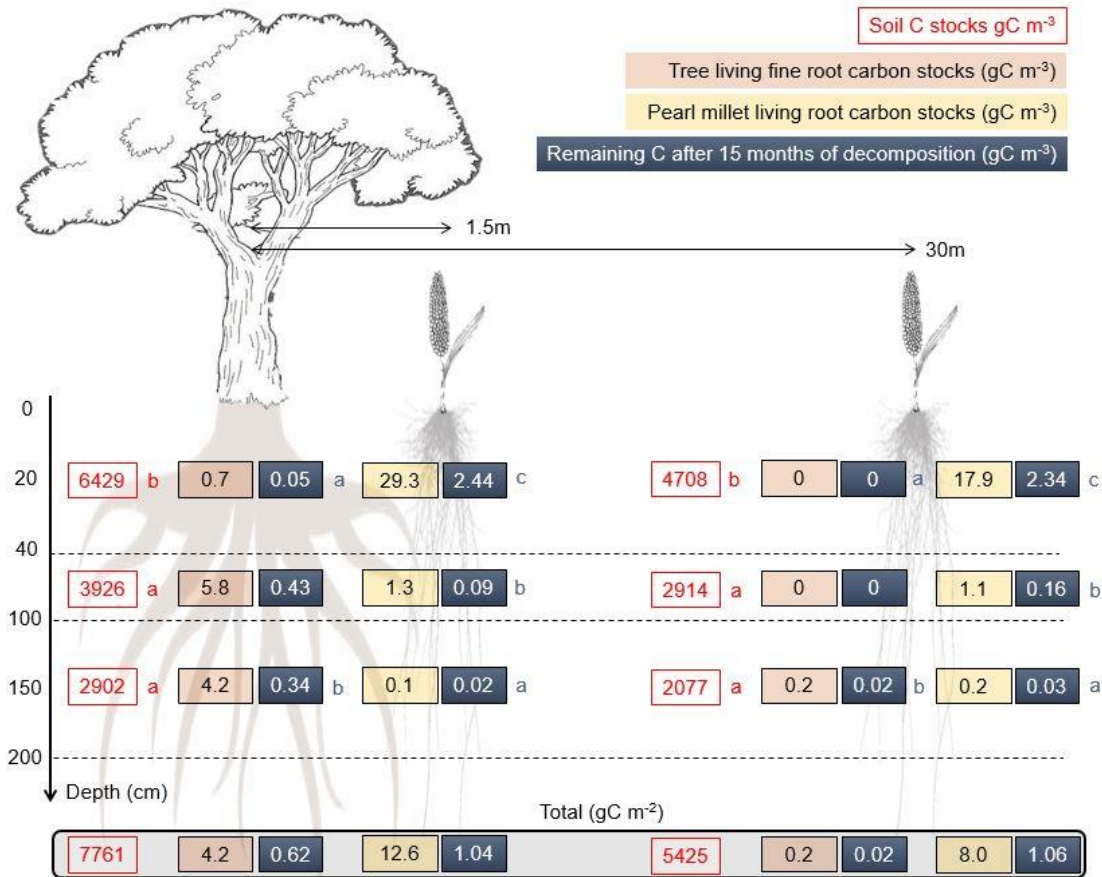 Soil C stocks gC m⁻³
Tree living fine root carbon stocks (gC m⁻³)
Pearl millet living root carbon stocks (gC m⁻³)
Remaining C after 15 months of decomposition (gC m⁻³)
1.5m
30m
0
20 6429 b 0.7 0.05 a 29.3 2.44 c 4708 b 0 0 a 17.9 2.34 c
40
3926 a 5.8 0.43 1.3 0.09 b 2914 a 0 0 1.1 0.16 b
100
150 2902 a 4.2 0.34 b 0.1 0.02 a 2077 a 0.2 0.02 b 0.2 0.03 a
200
Depth (cm)
Total (gC m⁻²)
7761 4.2 0.62 12.6 1.04 5425 0.2 0.02 8.0 1.06